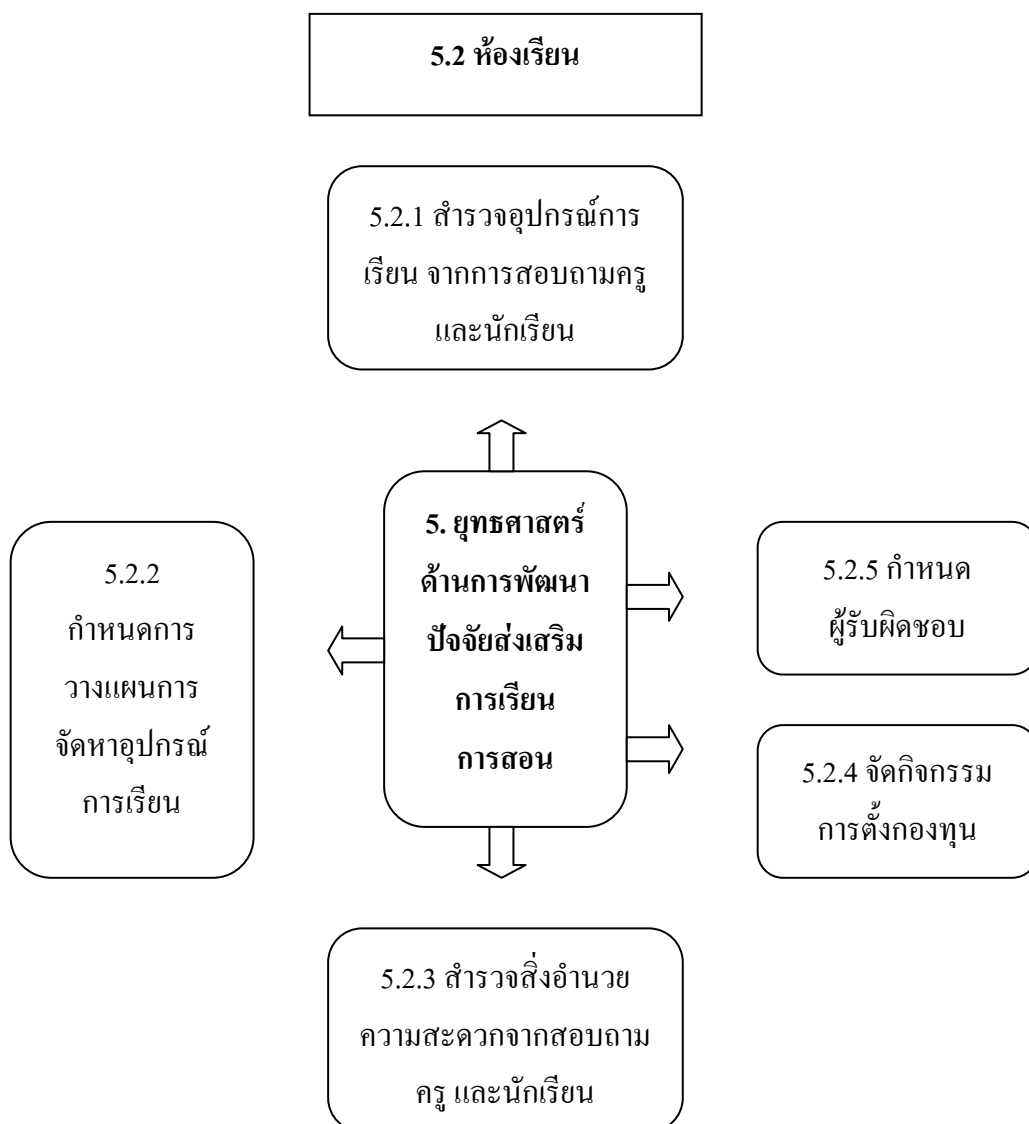 5.2 ห้องเรียน
5.2.1 สำรวจอุปกรณ์การ
เรียน จากการสอบถามครู
และนักเรียน
5. ยุทธศาสตร์
ด้านการพัฒนา
ปัจจัยส่งเสริม
การเรียน
การสอน
5.2.2
กำหนดการ
วางแผนการ
จัดหาอุปกรณ์
การเรียน
5.2.5 กำหนด
ผู้รับผิดชอบ
5.2.4 จัดกิจกรรม
การตั้งกองทุน
5.2.3 สำรวจสิ่งอำนวย
ความสะดวกจากสอบถาม
ครู และนักเรียน